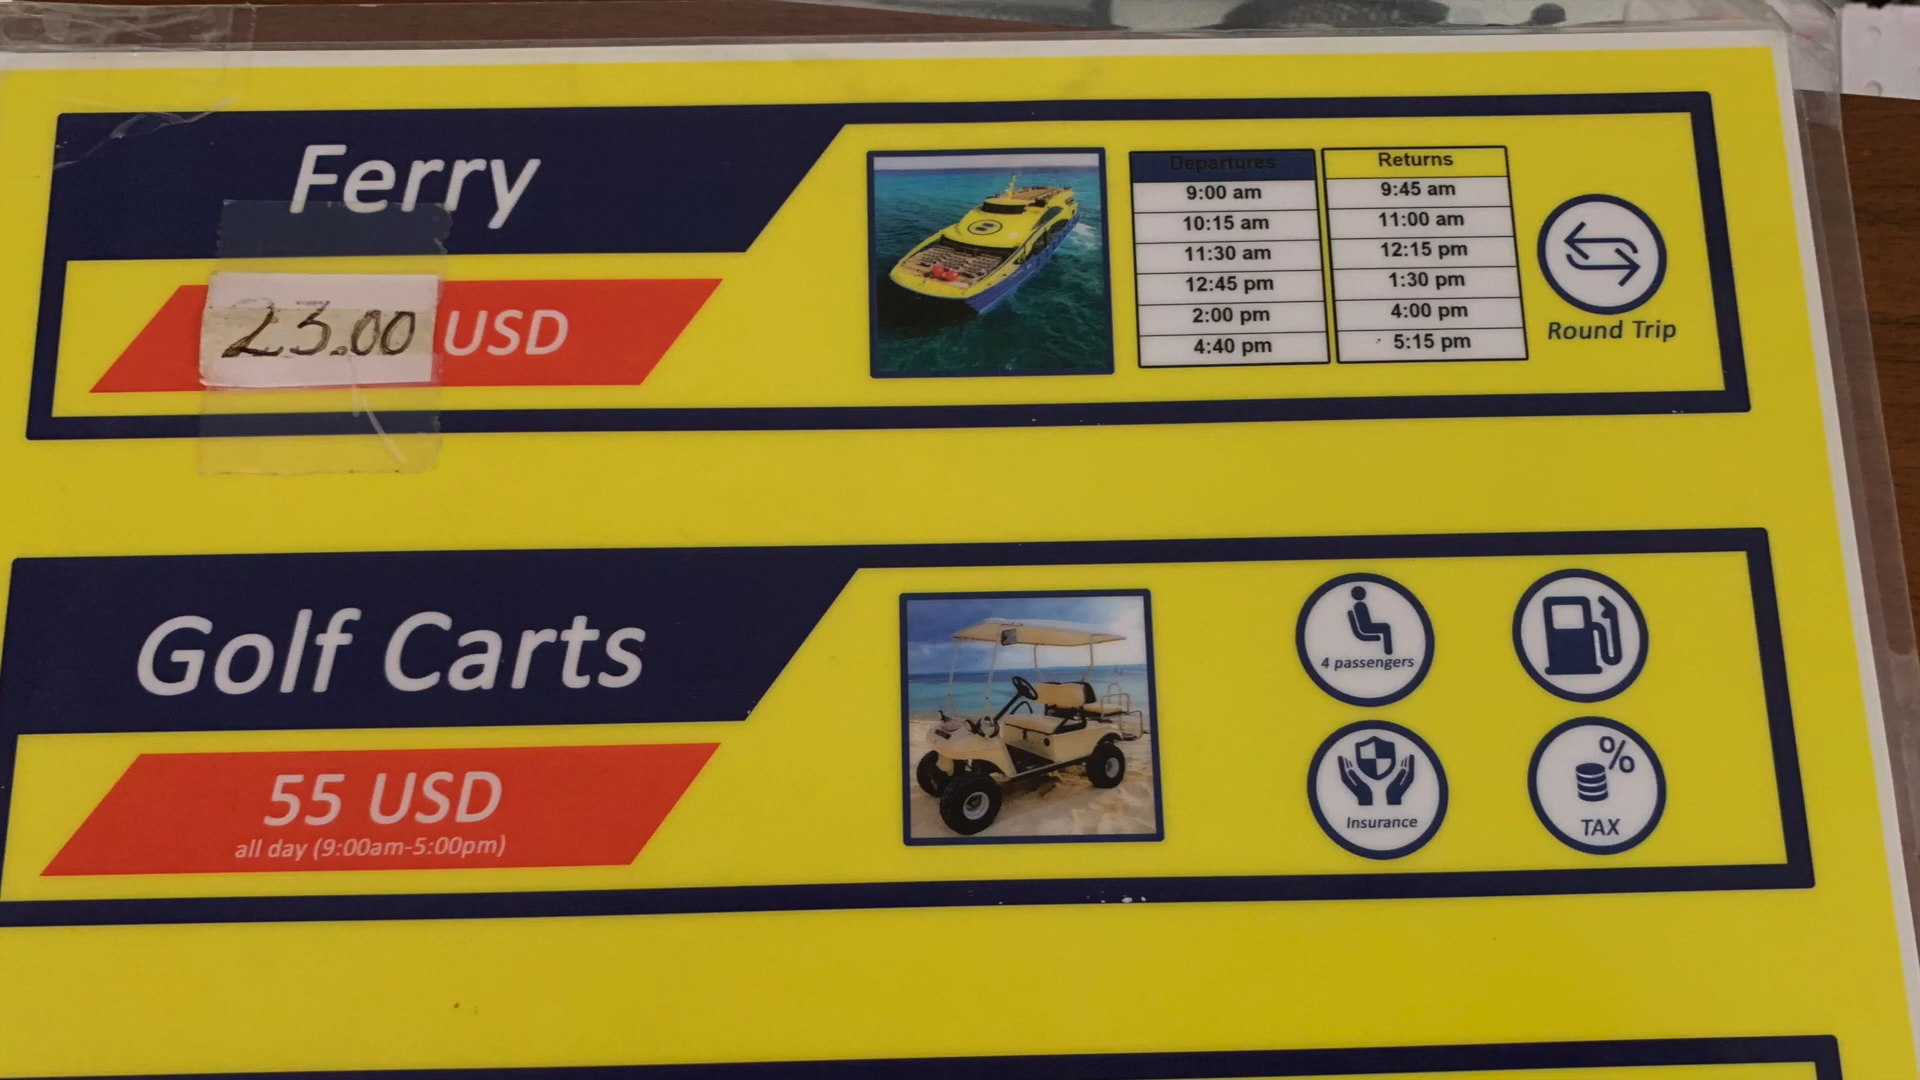 Ferry
23.00 USD
Departures
9:00 am
10:15 am
11:30 am
12:45 pm
2:00 pm
4:40 pm
Returns
9:45 am
11:00 am
12:15 pm
1:30 pm
4:00 pm
5:15 pm
Round Trip
Golf Carts
55 USD
all day (9:00am-5:00pm)
4 passengers
Insurance
%
TAX